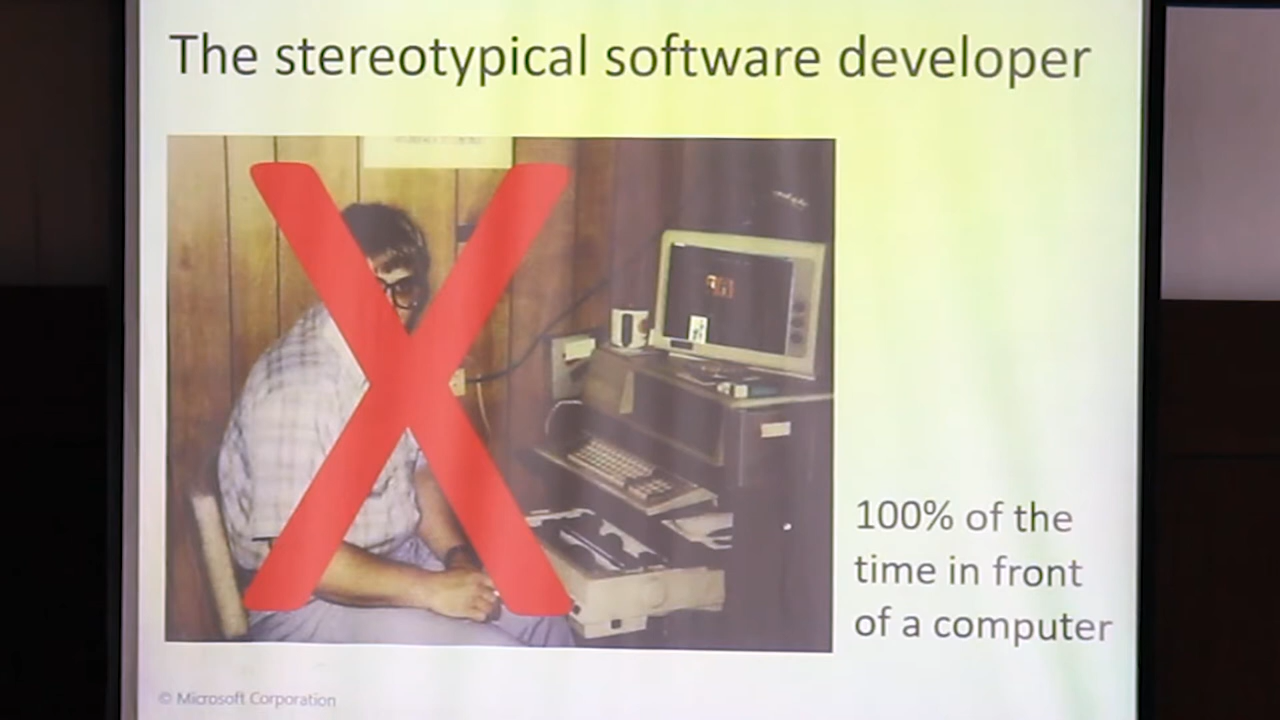 The stereotypical software developer
100% of the
time in front
of a computer
© Microsoft Corporation